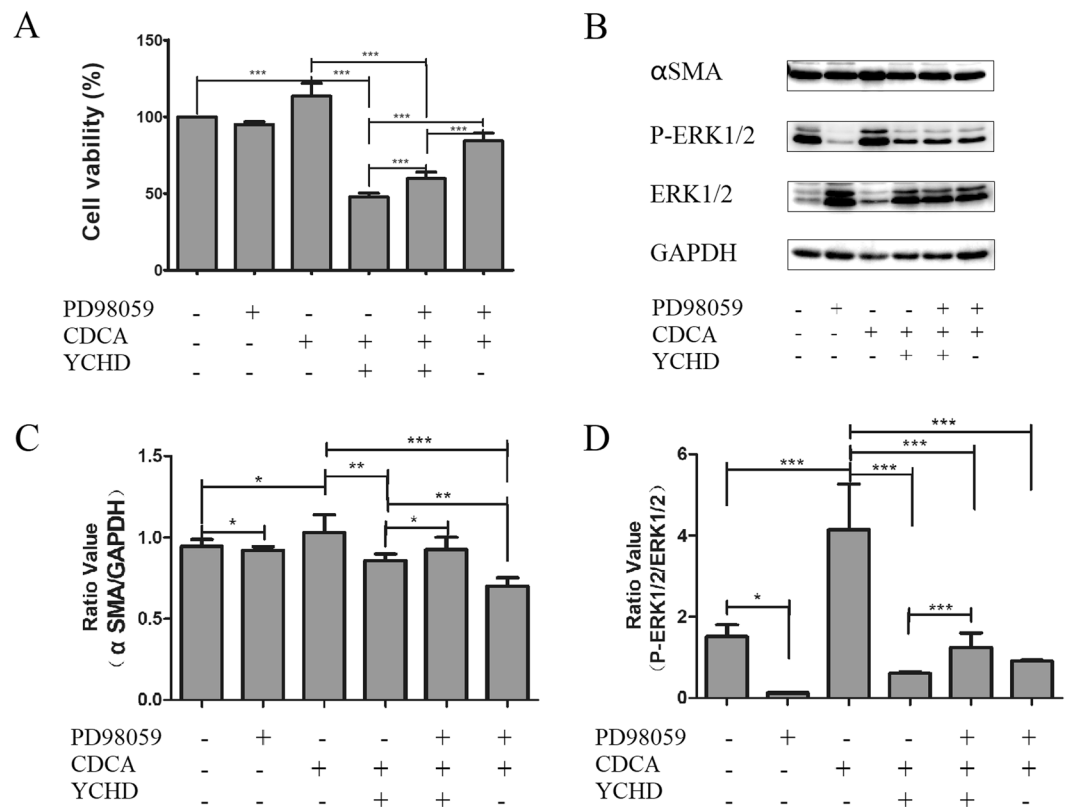 A
Cell vability (%)
150
100
50
0
***
***
***
***
***
***
PD98059 - + - - + +
CDCA - - + + + +
YCHD - - - + + -
B
αSMA
P-ERK1/2
ERK1/2
GAPDH
PD98059 - + - - + +
CDCA - - + + + +
YCHD - - - + + -
C
Ratio Value
( α SMA/GAPDH)
1.5
1.0
0.5
0.0
***
*
**
**
*
*
PD98059 - + - - + +
CDCA - - + + + +
YCHD - - - + + -
D
Ratio Value
(P-ERK1/2/ERK1/2)
6
4
2
0
***
***
***
***
*
***
PD98059 - + - - + +
CDCA - - + + + +
YCHD - - - + + -